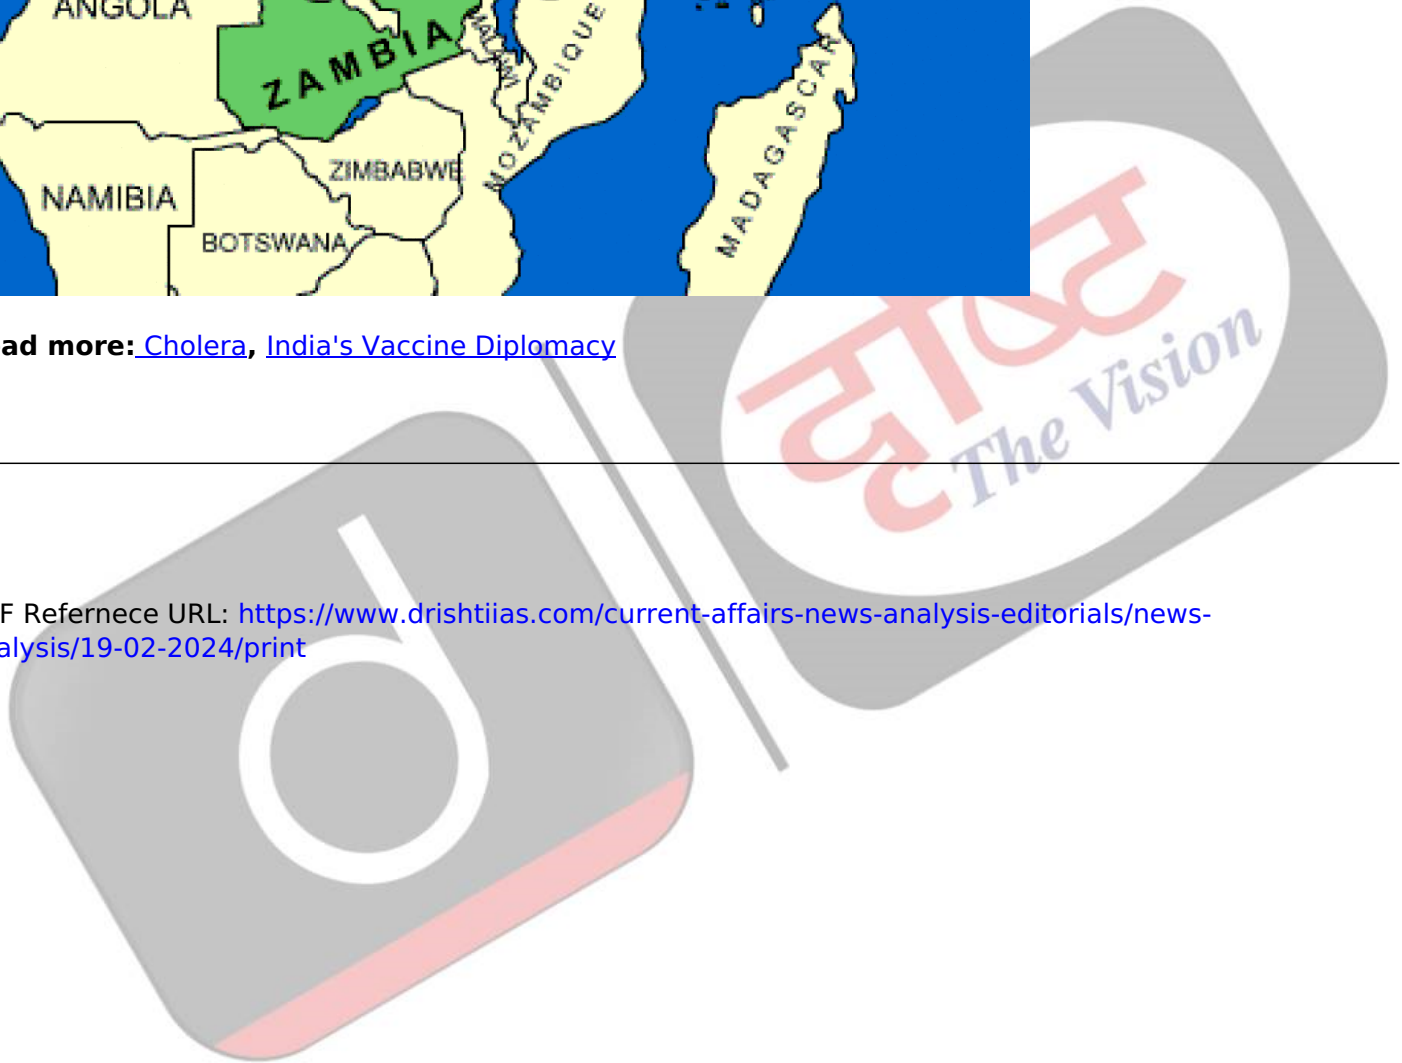 ANGOLA
ZAMBIA
MALAWI
MOZAMBIQUE
MADAGASCAR
ZIMBABWE
NAMIBIA
BOTSWANA
ad more: Cholera, India's Vaccine Diplomacy
दृष्टि
The Vision
F Refernece URL: https://www.drishtiias.com/current-affairs-news-analysis-editorials/news-
alysis/19-02-2024/print
d